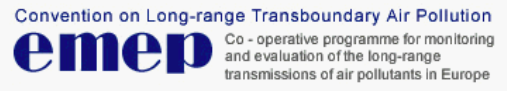 Convention on Long-range Transboundary Air Pollution
emep
Co - operative programme for monitoring
and evaluation of the long-range
transmissions of air pollutants in Europe